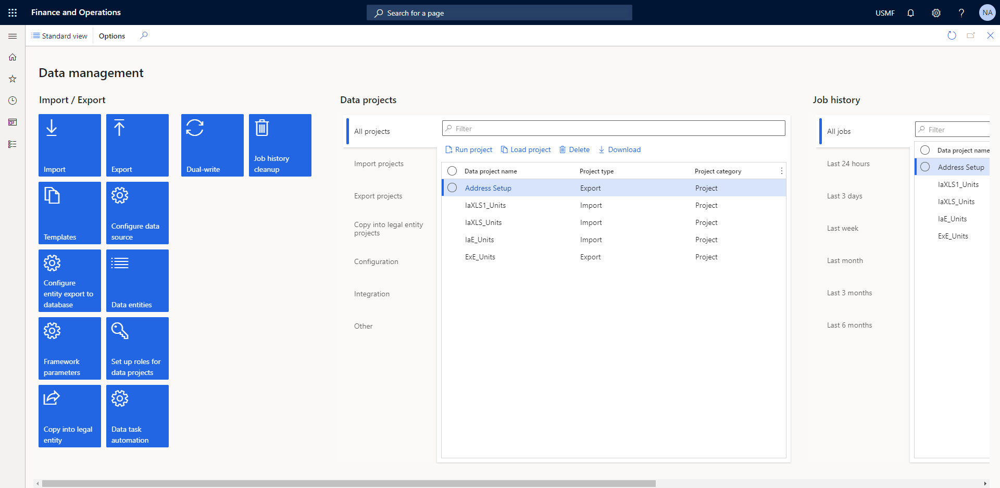 Finance and Operations
Search for a page
USMF
?
NA
Standard view
Options
Data management
Import / Export
Import
Export
Dual-write
Job history
cleanup
Templates
Configure data
source
Configure
entity export to
database
Data entities
Framework
parameters
Set up roles for
data projects
Copy into legal
entity
Data task
automation
Data projects
All projects
Import projects
Export projects
Copy into legal entity
projects
Configuration
Integration
Other
Filter
Run project Load project Delete Download
Data project name Project type Project category
Address Setup Export Project
IaXLS1_Units Import Project
IaXLS_Units Import Project
IaE_Units Import Project
ExE_Units Export Project
Job history
All jobs
Last 24 hours
Last 3 days
Last week
Last month
Last 3 months
Last 6 months
Filter
Data project name
Address Setup
IaXLS1_Units
IaXLS_Units
IaE_Units
ExE_Units